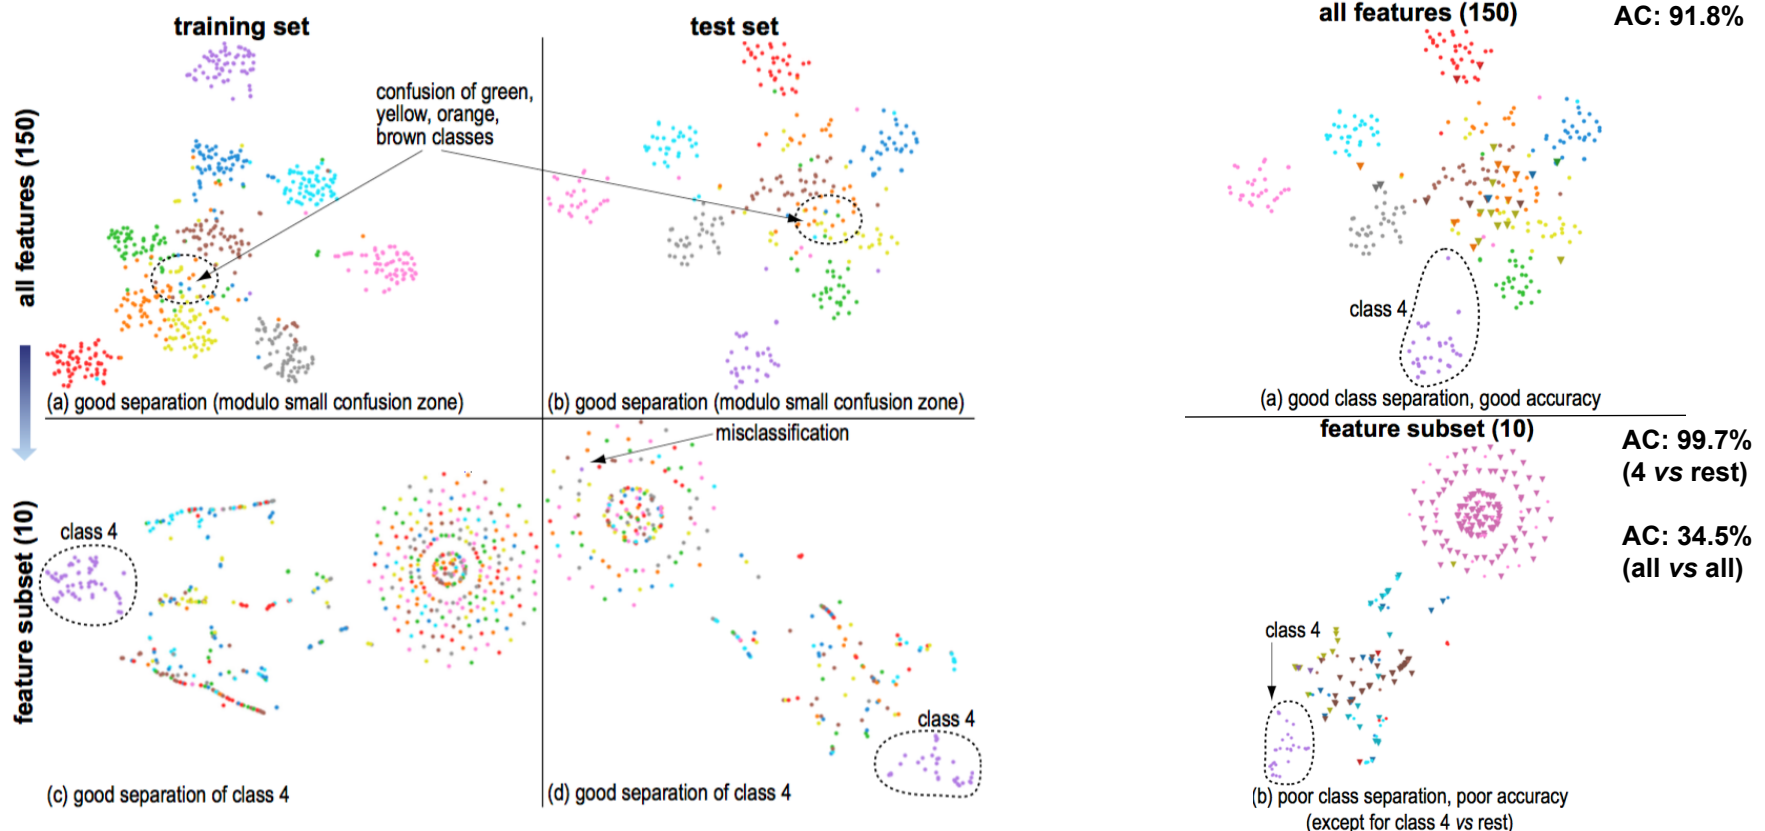 training set
test set
all features (150)
confusion of green,
yellow, orange,
brown classes
(a) good separation (modulo small confusion zone)
(b) good separation (modulo small confusion zone)
feature subset (10)
class 4
misclassification
class 4
(c) good separation of class 4
(d) good separation of class 4
all features (150)
AC: 91.8%
class 4
(a) good class separation, good accuracy
feature subset (10)
AC: 99.7%
(4 vs rest)
AC: 34.5%
(all vs all)
class 4
(b) poor class separation, poor accuracy
(except for class 4 vs rest)